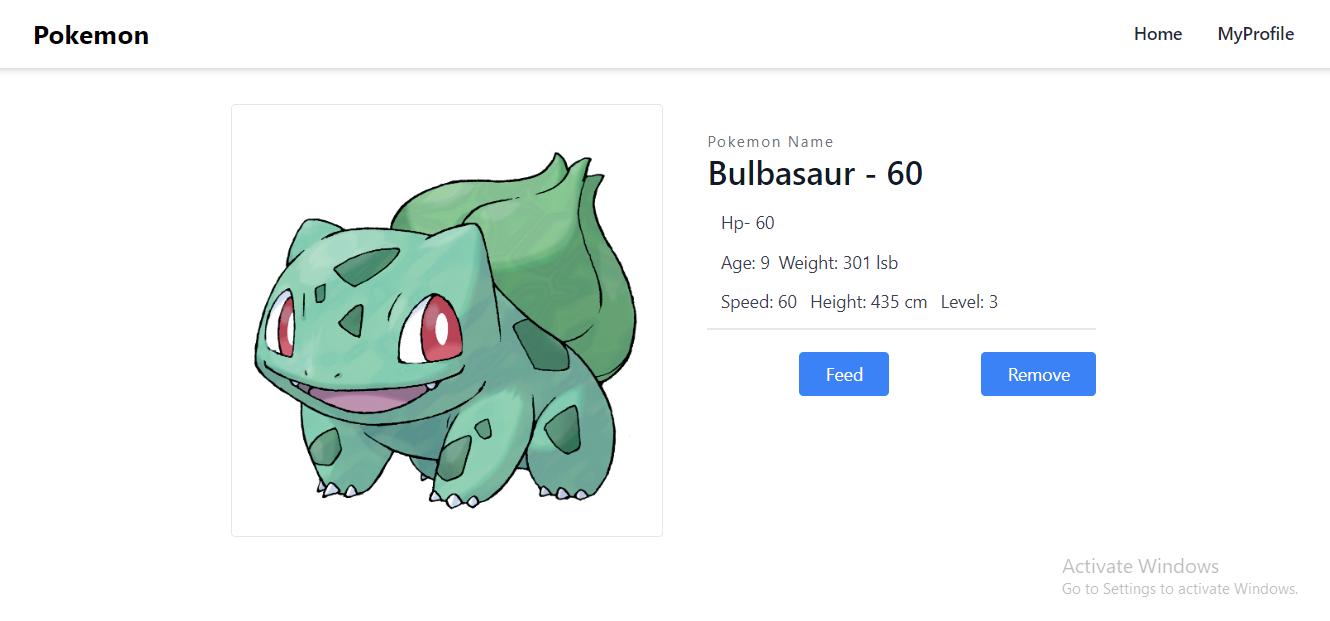 Pokemon
Home MyProfile
Pokemon Name
Bulbasaur - 60
Hp- 60
Age: 9 Weight: 301 lsb
Speed: 60 Height: 435 cm Level: 3
Feed Remove
Activate Windows
Go to Settings to activate Windows.